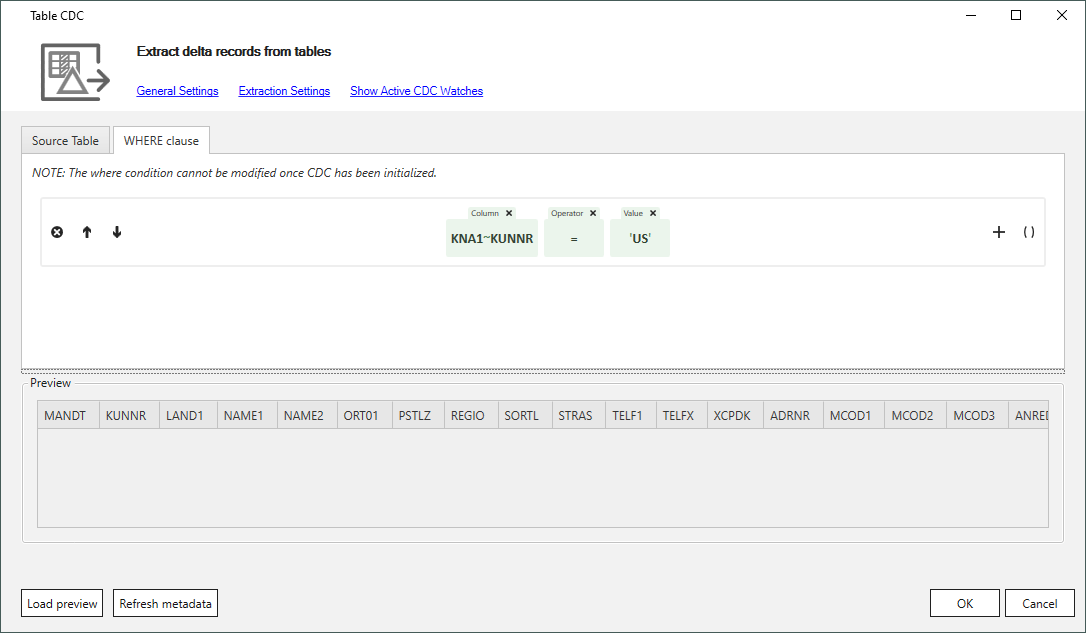 Table CDC
Extract delta records from tables
General Settings Extraction Settings Show Active CDC Watches
Source Table WHERE clause
NOTE: The where condition cannot be modified once CDC has been initialized.
Column Operator Value
KNA1~KUNNR = 'US' ()
Preview
MANDT KUNNR LAND1 NAME1 NAME2 ORT01 PSTLZ REGIO SORTL STRAS TELF1 TELFX XCPDK ADRNR MCOD1 MCOD2 MCOD3 ANRED
Load preview Refresh metadata OK Cancel